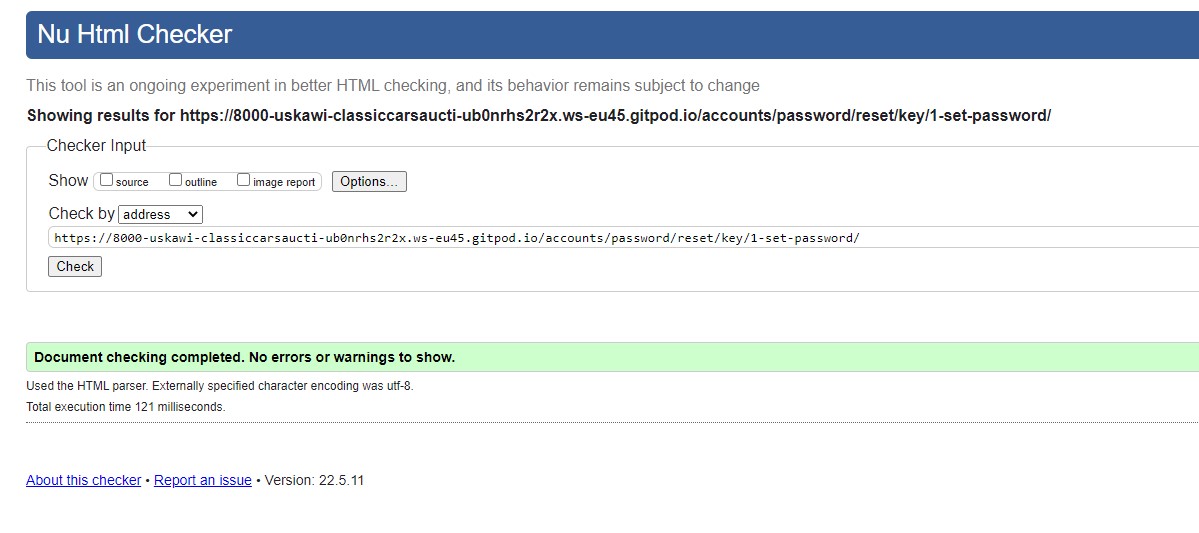 Nu Html Checker
This tool is an ongoing experiment in better HTML checking, and its behavior remains subject to change
Showing results for https://8000-uskawi-classiccarsaucti-ub0nrhs2r2x.ws-eu45.gitpod.io/accounts/password/reset/key/1-set-password/
Checker Input
Show source outline image report Options...
Check by address
https://8000-uskawi-classiccarsaucti-ub0nrhs2r2x.ws-eu45.gitpod.io/accounts/password/reset/key/1-set-password/
Check
Document checking completed. No errors or warnings to show.
Used the HTML parser. Externally specified character encoding was utf-8.
Total execution time 121 milliseconds.
About this checker • Report an issue • Version: 22.5.11